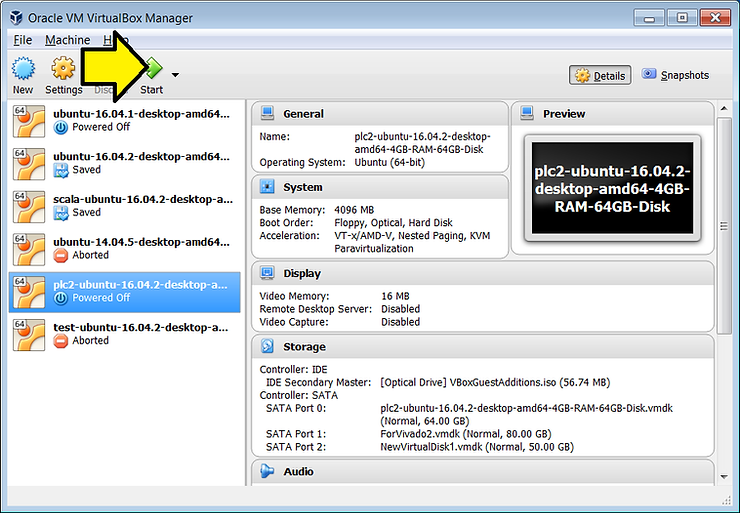 Oracle VM VirtualBox Manager
File Machine
New Settings Start
Details Snapshots
ubuntu-16.04.1-desktop-amd64...
Powered Off
ubuntu-16.04.2-desktop-amd64...
Saved
scala-ubuntu-16.04.2-desktop-a...
Saved
ubuntu-14.04.5-desktop-amd64...
Aborted
plc2-ubuntu-16.04.2-desktop-a...
Powered Off
test-ubuntu-16.04.2-desktop-a...
Aborted
64
64
64
64
64
64
General
Name: plc2-ubuntu-16.04.2-desktop-
amd64-4GB-RAM-64GB-Disk
Operating System: Ubuntu (64-bit)
System
Base Memory: 4096 MB
Boot Order: Floppy, Optical, Hard Disk
Acceleration: VT-x/AMD-V, Nested Paging, KVM
Paravirtualization
Preview
plc2-ubuntu-16.04.2-
desktop-amd64-4GB-
RAM-64GB-Disk
Display
Video Memory: 16 MB
Remote Desktop Server: Disabled
Video Capture: Disabled
Storage
Controller: IDE
IDE Secondary Master: [Optical Drive] VBoxGuestAdditions.iso (56.74 MB)
Controller: SATA
SATA Port 0: plc2-ubuntu-16.04.2-desktop-amd64-4GB-RAM-64GB-Disk.vmdk
(Normal, 64.00 GB)
SATA Port 1: ForVivado2.vmdk (Normal, 80.00 GB)
SATA Port 2: NewVirtualDisk1.vmdk (Normal, 50.00 GB)
Audio